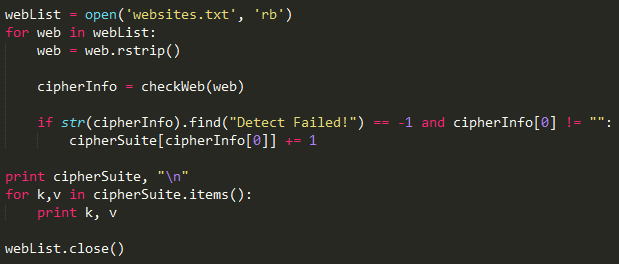 webList = open('websites.txt', 'rb')
for web in webList:
    web = web.rstrip()

    cipherInfo = checkWeb(web)

    if str(cipherInfo).find("Detect Failed!") == -1 and cipherInfo[0] != "":
        cipherSuite[cipherInfo[0]] += 1

print cipherSuite, "\n"
for k,v in cipherSuite.items():
    print k, v

webList.close()